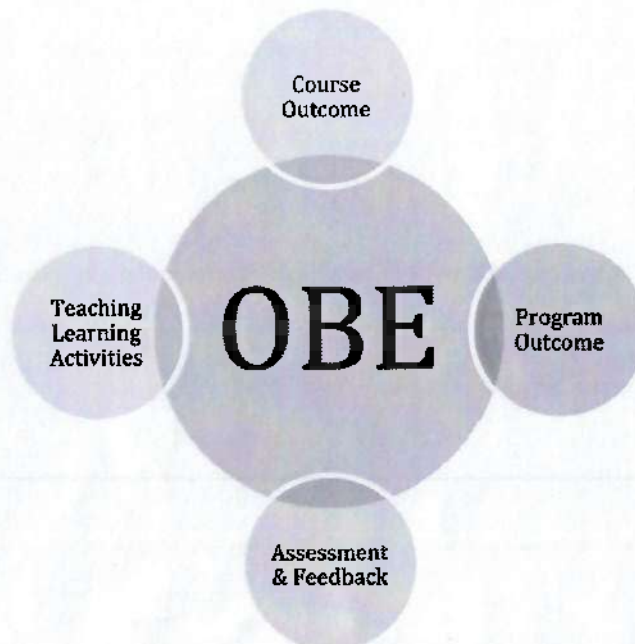 Course
Outcome
Teaching
Learning
Activities
OBE
Program
Outcome
Assessment
& Feedback